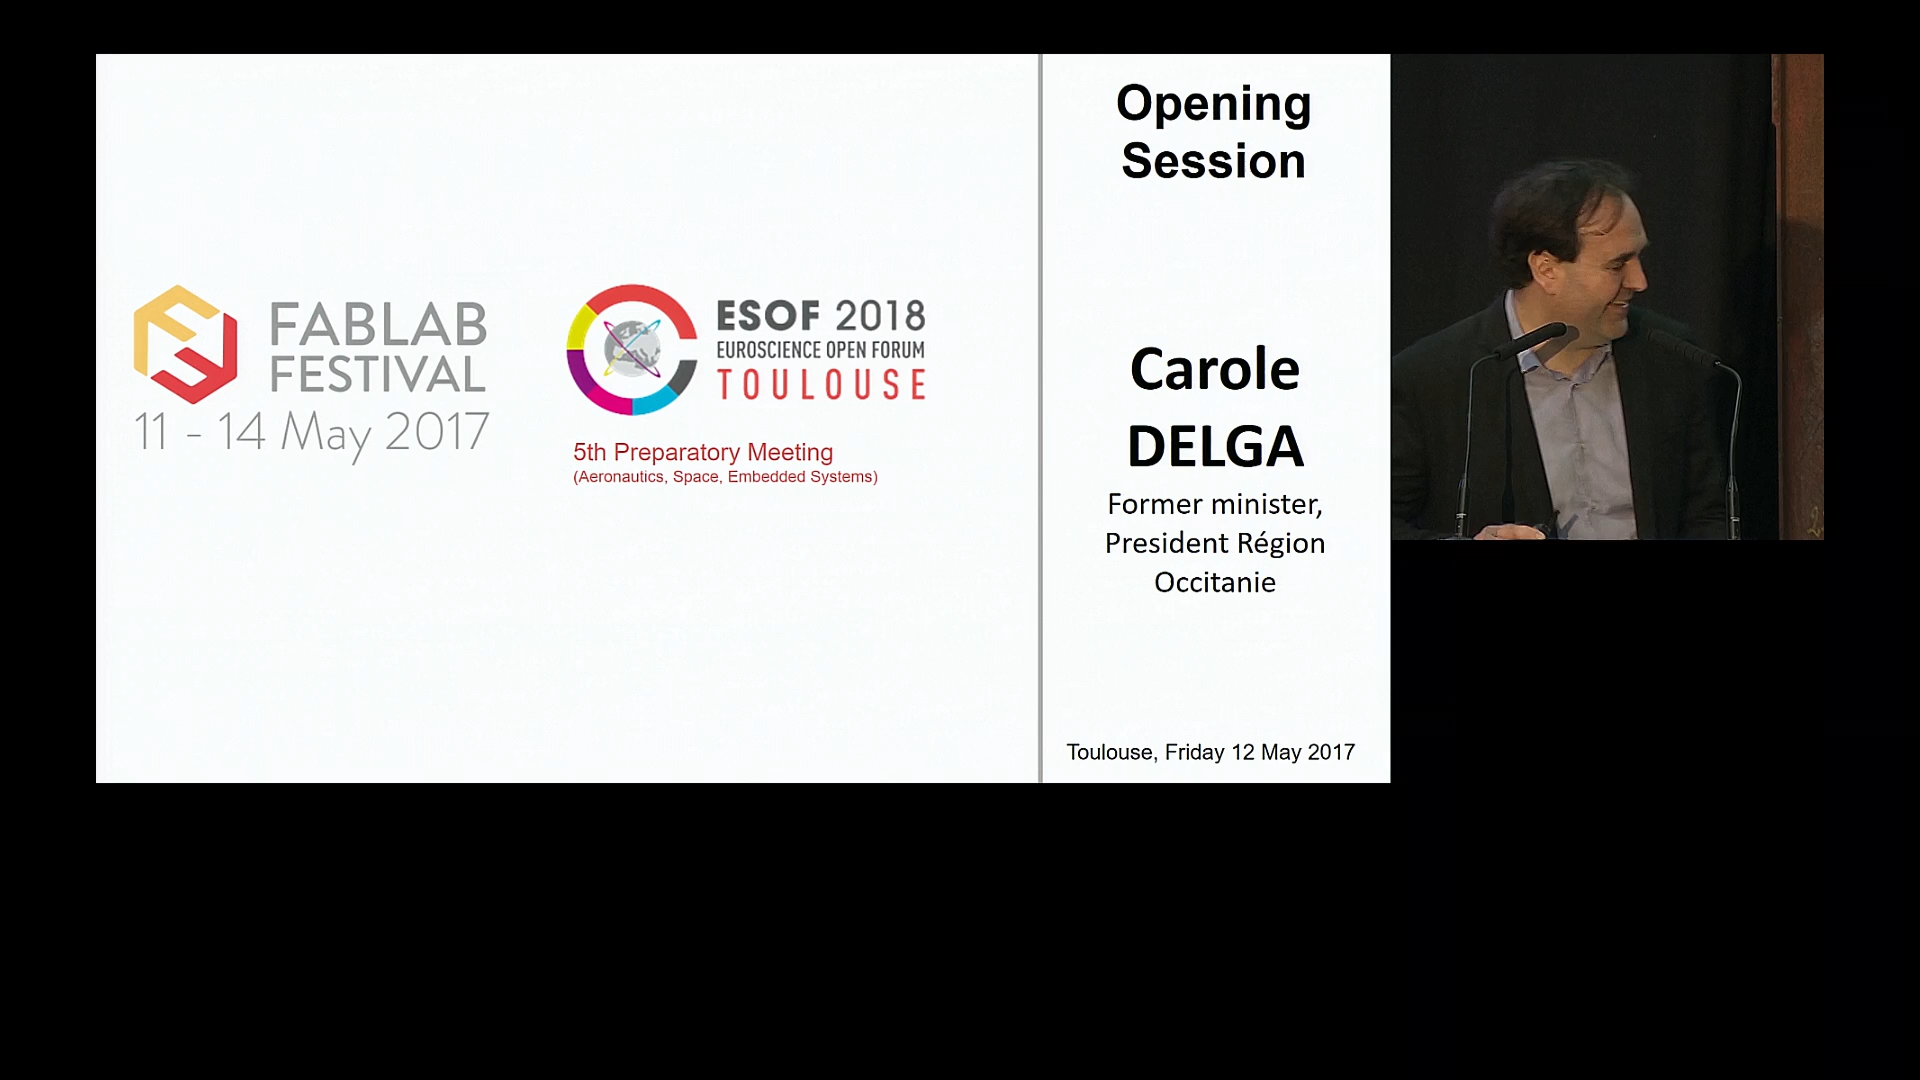 FABLAB
FESTIVAL
11 - 14 May 2017
ESOF 2018
EUROSCIENCE OPEN FORUM
TOULOUSE
5th Preparatory Meeting
(Aeronautics, Space, Embedded Systems)
Opening
Session
Carole
DELGA
Former minister,
President Région
Occitanie
Toulouse, Friday 12 May 2017